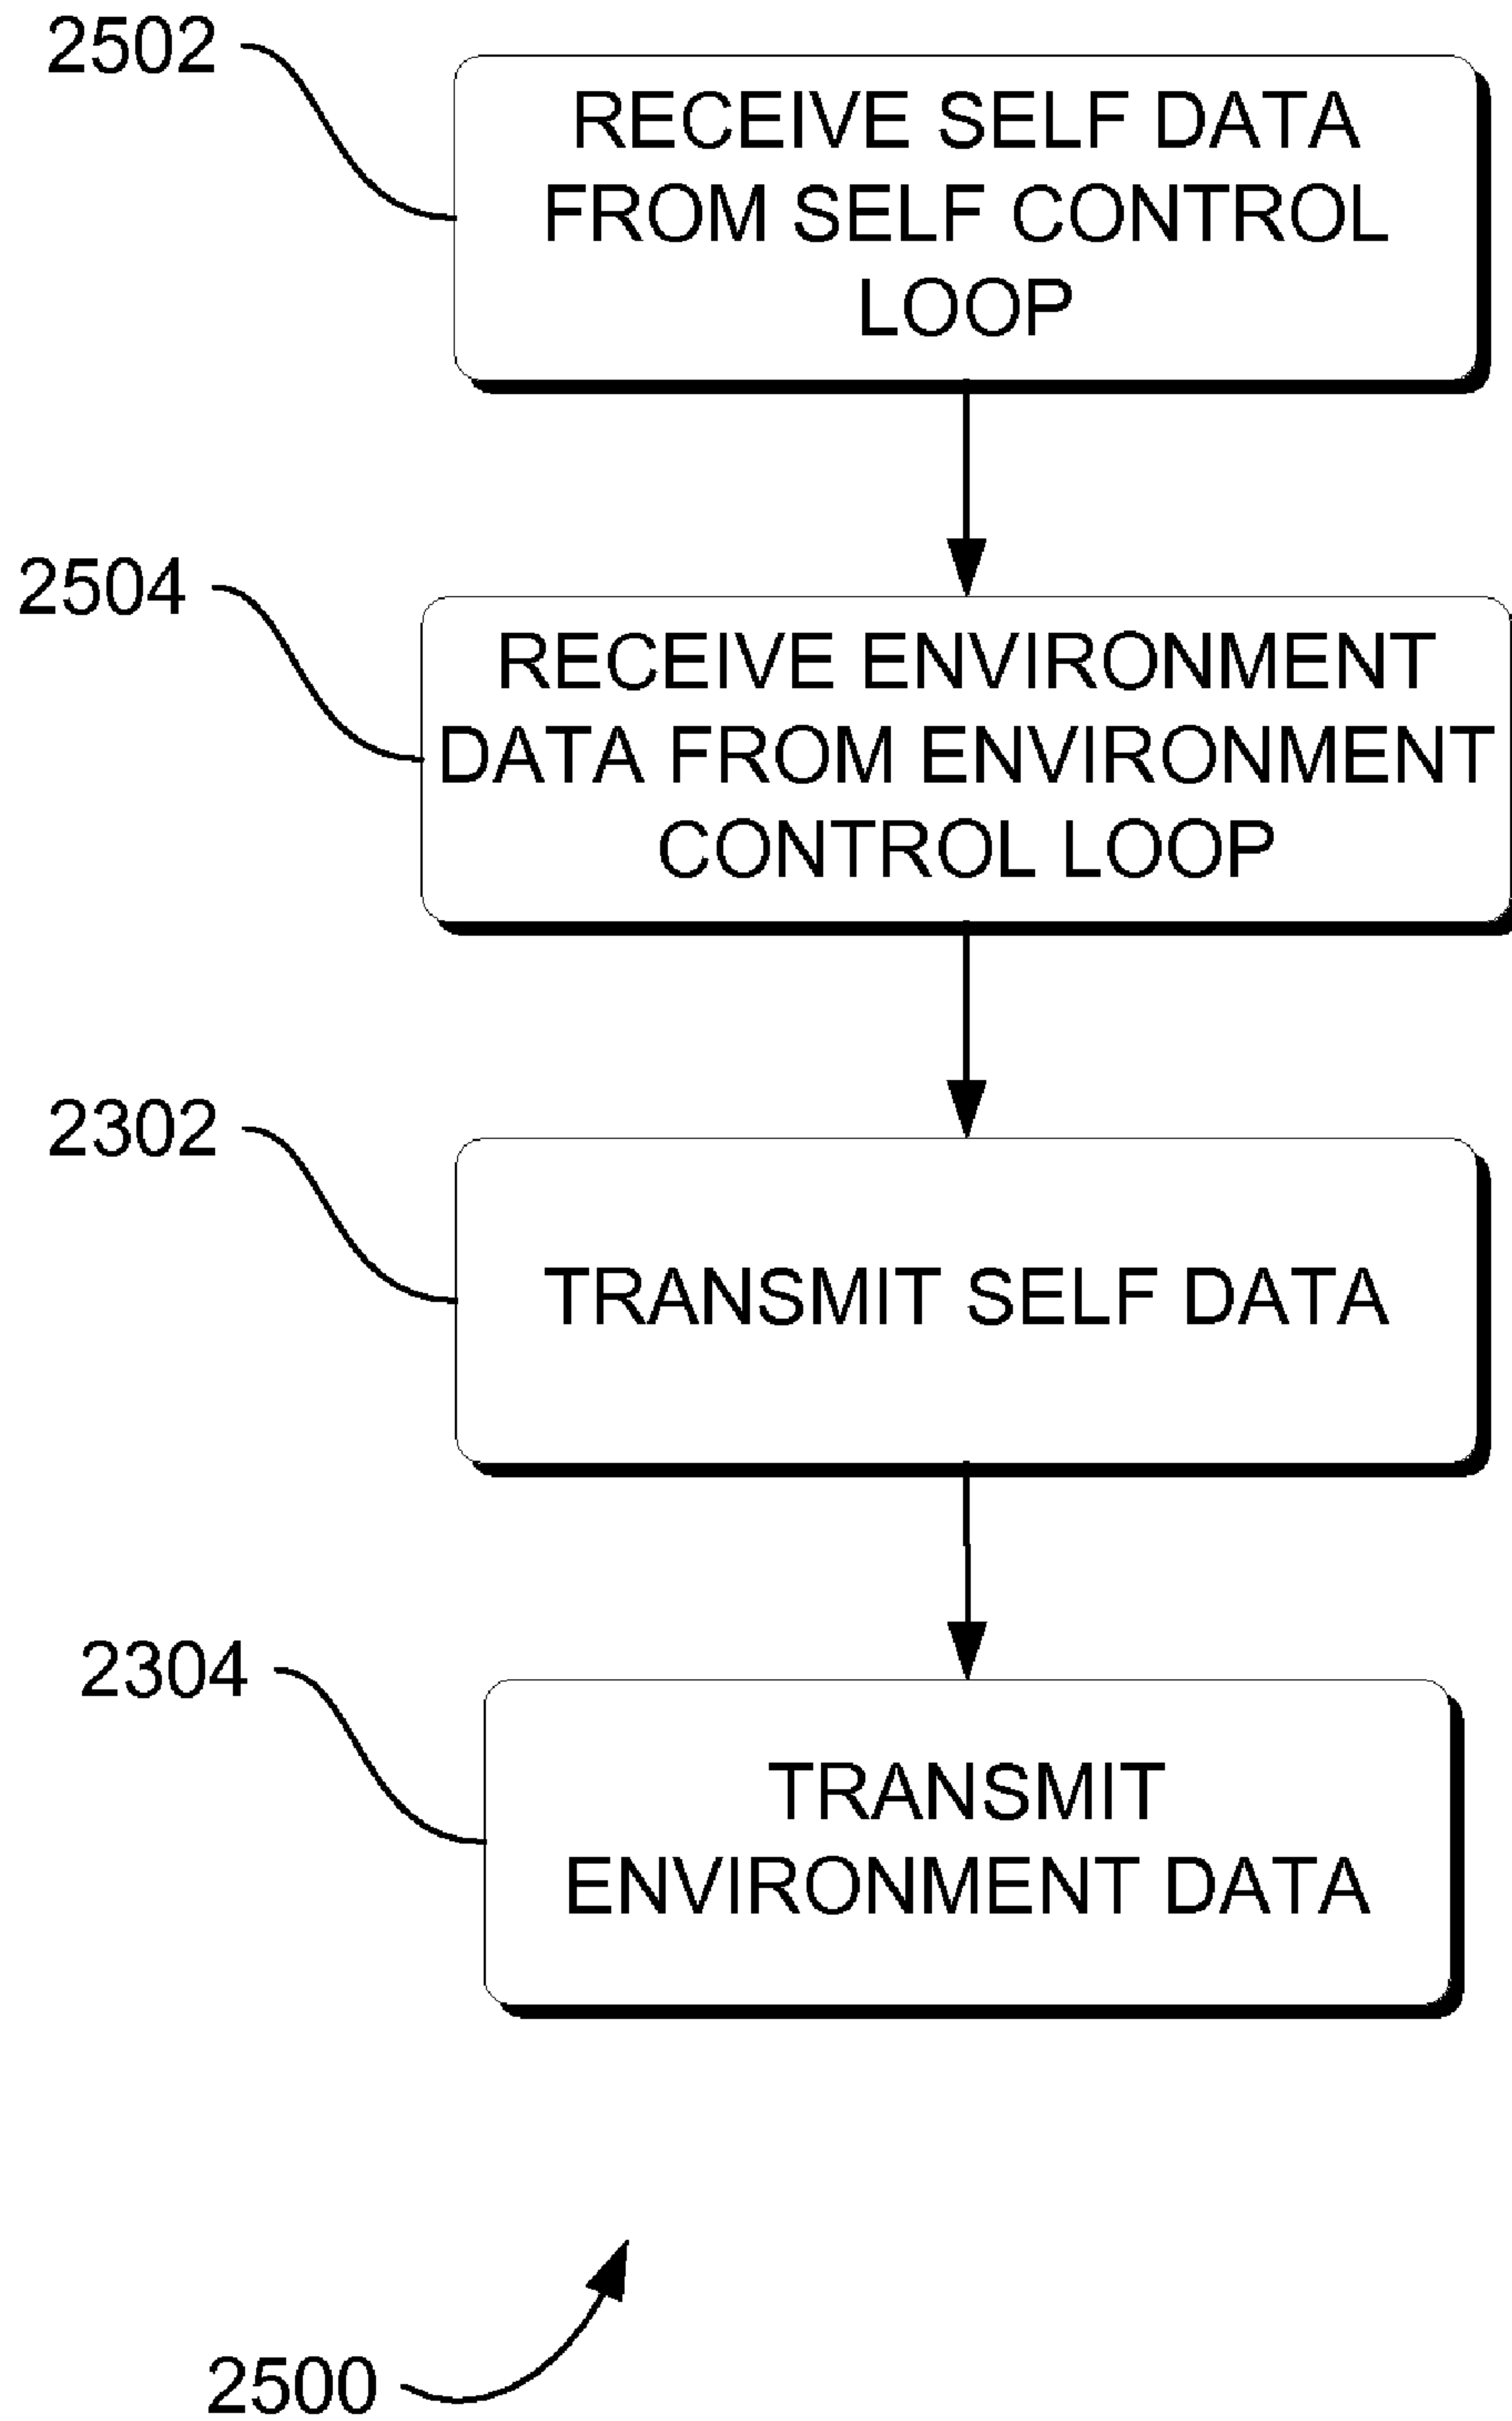 2502
RECEIVE SELF DATA
FROM SELF CONTROL
LOOP
2504
RECEIVE ENVIRONMENT
DATA FROM ENVIRONMENT
CONTROL LOOP
2302
TRANSMIT SELF DATA
2304
TRANSMIT
ENVIRONMENT DATA
2500